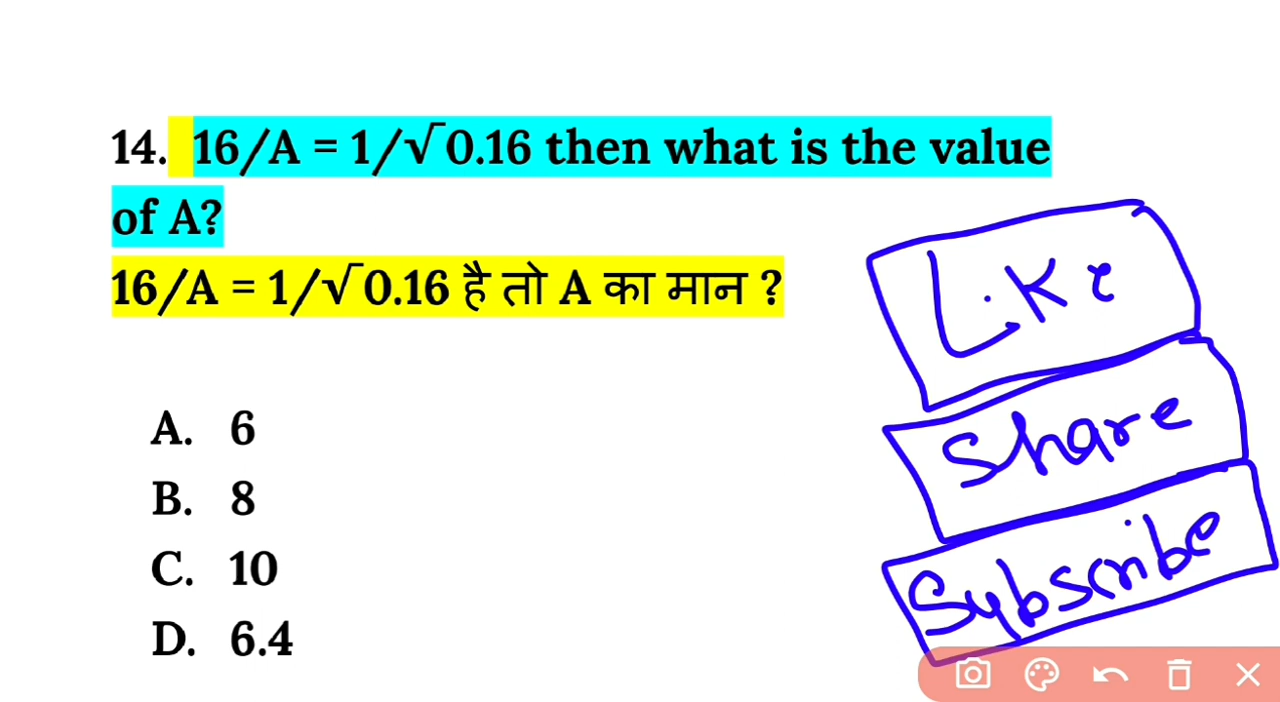 14. 16/A = 1/√0.16 then what is the value
of A?
16/A = 1/√0.16 है तो A का मान ?
A. 6
B. 8
C. 10
D. 6.4
Like
Share
Subscribe